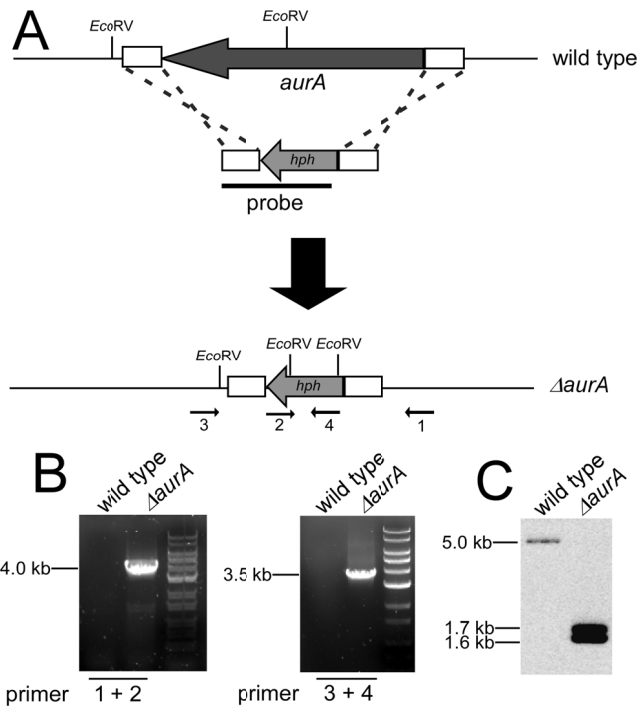 A
EcoRV
EcoRV
aurA
wild type
hph
probe
EcoRV
EcoRV
EcoRV
hph
ΔaurA
3
2
4
1
B
wild type
ΔaurA
4.0 kb
primer
1 + 2
wild type
ΔaurA
3.5 kb
primer
3 + 4
C
wild type
ΔaurA
5.0 kb
1.7 kb
1.6 kb